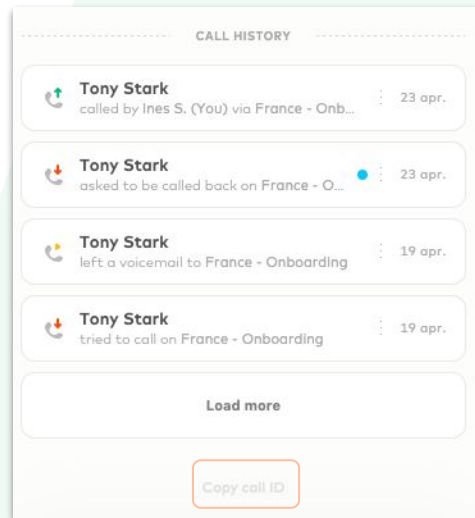 CALL HISTORY
Tony Stark
called by Ines S. (You) via France - Onb...
23 apr.
Tony Stark
asked to be called back on France - O...
23 apr.
Tony Stark
left a voicemail to France - Onboarding
19 apr.
Tony Stark
tried to call on France - Onboarding
19 apr.
Load more
Copy call ID